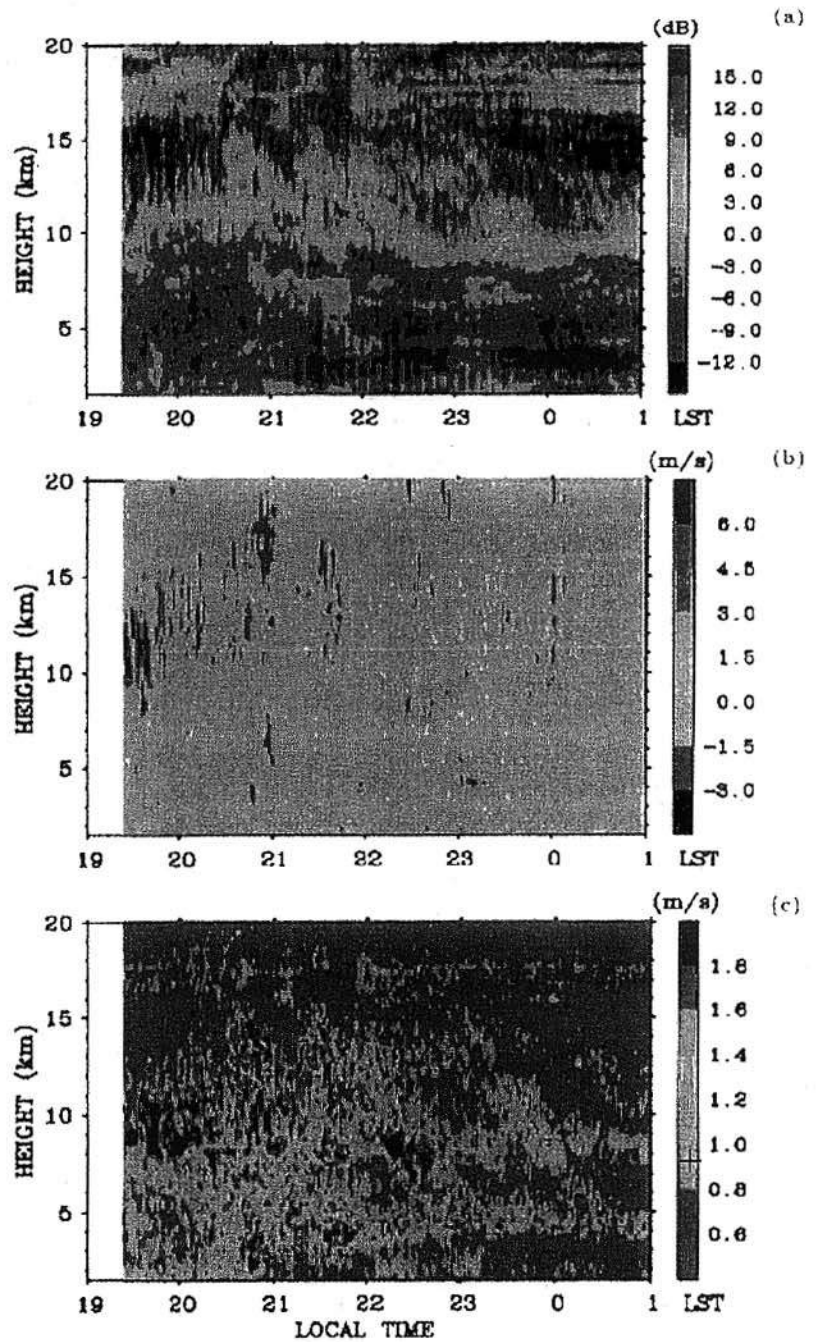 (a)
(dB)
20
15
10
5
HEIGHT (km)
15.0
12.0
9.0
6.0
3.0
0.0
-3.0
-6.0
-9.0
-12.0
19 20 21 22 23 0 1 LST
(b)
(m/s)
20
15
10
5
HEIGHT (km)
6.0
4.5
3.0
1.5
0.0
-1.5
-3.0
19 20 21 22 23 0 1 LST
(c)
(m/s)
20
15
10
5
HEIGHT (km)
1.8
1.6
1.4
1.2
1.0
0.8
0.6
19 20 21 22 23 0 1 LST
LOCAL TIME